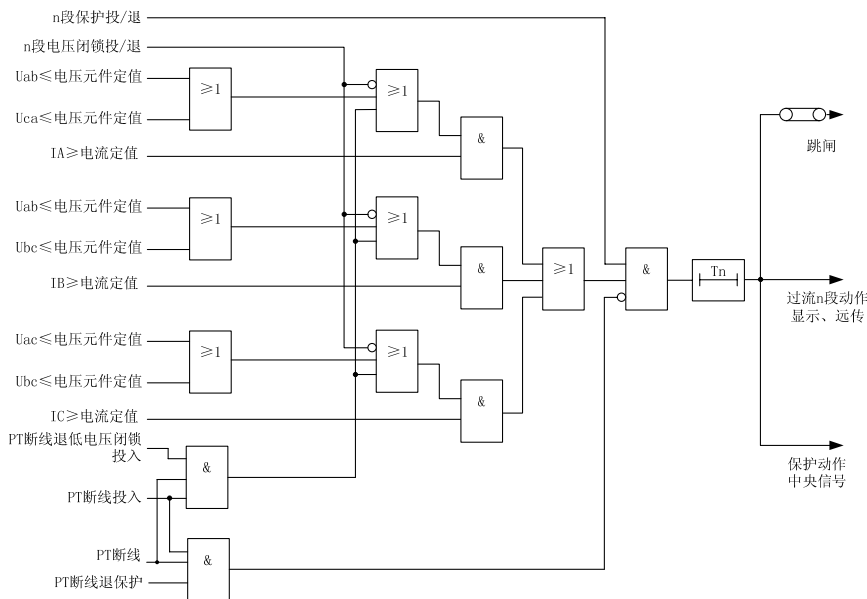 n段保护投/退
n段电压闭锁投/退
Uab≤电压元件定值
≥1
≥1
Uca≤电压元件定值
&
IA≥电流定值
跳闸
Uab≤电压元件定值
≥1
≥1
Ubc≤电压元件定值
&
≥1
&
Tn
IB≥电流定值
过流n段动作
显示、远传
Uac≤电压元件定值
≥1
≥1
Ubc≤电压元件定值
&
IC≥电流定值
PT断线退低电压闭锁
投入
&
保护动作
中央信号
PT断线投入
PT断线
&
PT断线退保护